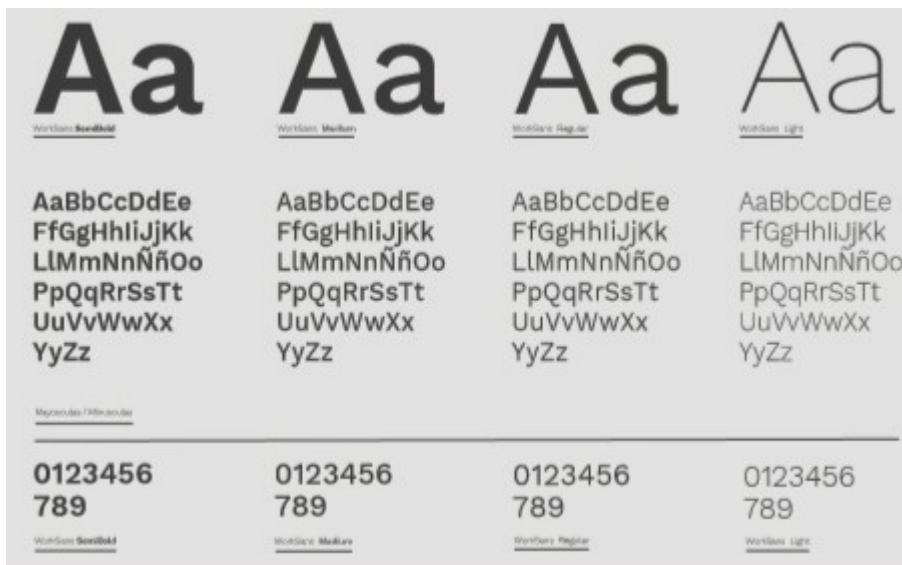 Aa Aa Aa Aa
WorkSans SemiBold WorkSans Medium WorkSans Regular WorkSans Light
AaBbCcDdEe AaBbCcDdEe AaBbCcDdEe AaBbCcDdEe
FfGgHhIiJjKk FfGgHhIiJjKk FfGgHhIiJjKk FfGgHhIiJjKk
LlMmNnÑñOo LlMmNnÑñOo LlMmNnÑñOo LlMmNnÑñOo
PpQqRrSsTt PpQqRrSsTt PpQqRrSsTt PpQqRrSsTt
UuVvWwXx UuVvWwXx UuVvWwXx UuVvWwXx
YyZz YyZz YyZz YyZz
Mayosculas / Minusculas
0123456 0123456 0123456 0123456
789 789 789 789
WorkSans SemiBold WorkSans Medium WorkSans Regular WorkSans Light